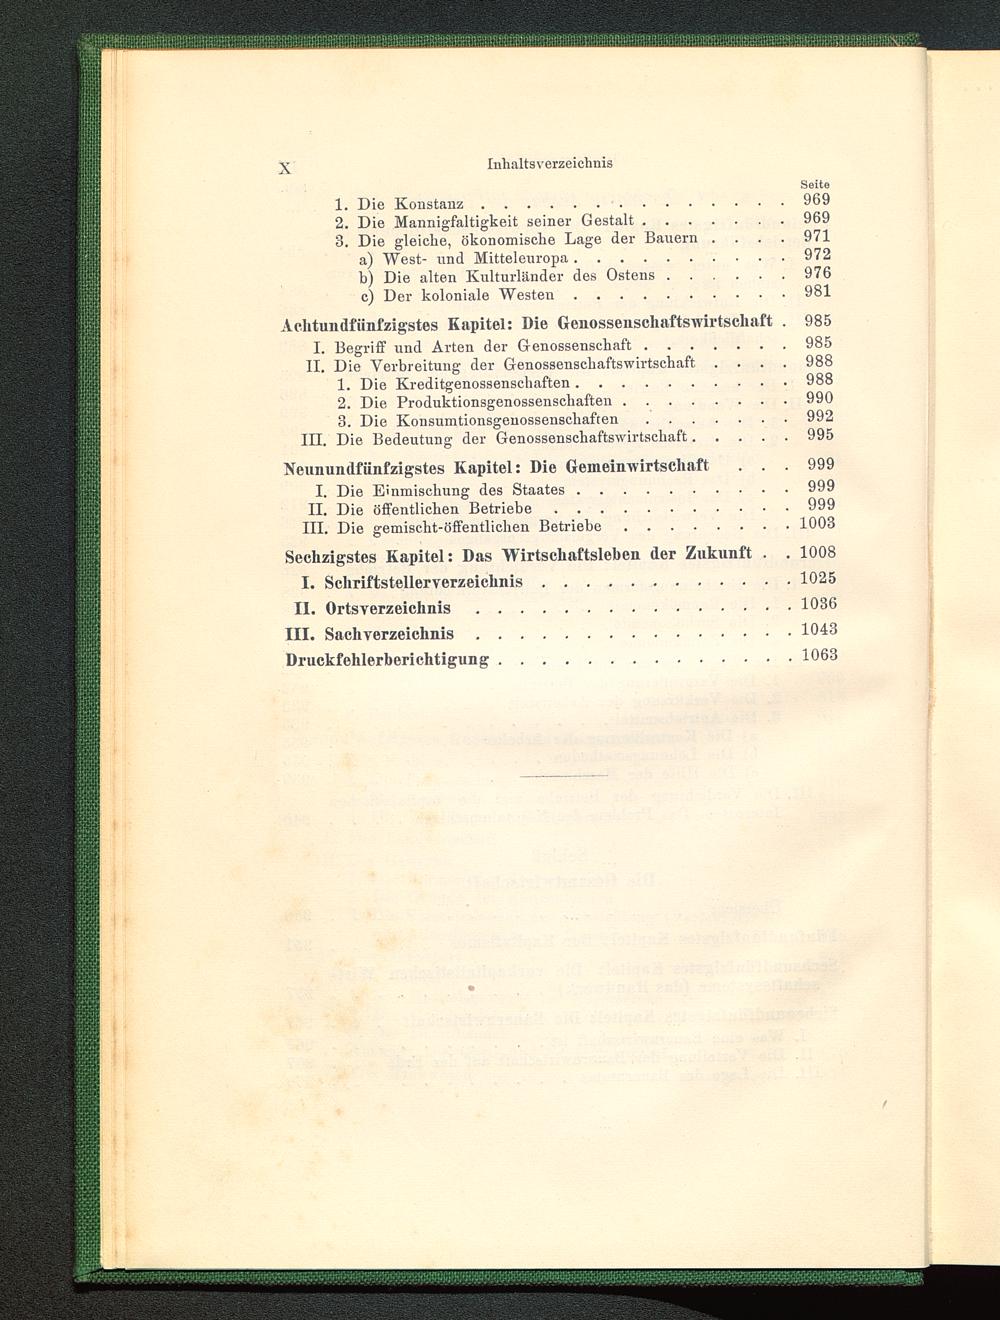 X Inhaltsverzeichnis
Seite
1. Die Konstanz . . . . . . . . . . . . . . 969
2. Die Mannigfaltigkeit seiner Gestalt . . . . . . . 969
3. Die gleiche, ökonomische Lage der Bauern . . . . 971
a) West- und Mitteleuropa . . . . . . . . . . 972
b) Die alten Kulturländer des Ostens . . . . . . 976
c) Der koloniale Westen . . . . . . . . . . 981
Achtundfünfzigstes Kapitel: Die Genossenschaftswirtschaft . 985
I. Begriff und Arten der Genossenschaft . . . . . . . 985
II. Die Verbreitung der Genossenschaftswirtschaft . . . . 988
1. Die Kreditgenossenschaften . . . . . . . . . . 988
2. Die Produktionsgenossenschaften . . . . . . . . 990
3. Die Konsumtionsgenossenschaften . . . . . . . 992
III. Die Bedeutung der Genossenschaftswirtschaft . . . . . 995
Neunundfünfzigstes Kapitel: Die Gemeinwirtschaft . . . 999
I. Die Einmischung des Staates . . . . . . . . . . 999
II. Die öffentlichen Betriebe . . . . . . . . . . 999
III. Die gemischt-öffentlichen Betriebe . . . . . . . . 1003
Sechzigstes Kapitel: Das Wirtschaftsleben der Zukunft . . 1008
I. Schriftstellerverzeichnis . . . . . . . . . . . 1025
II. Ortsverzeichnis . . . . . . . . . . . . . . 1036
III. Sachverzeichnis . . . . . . . . . . . . . . 1043
Druckfehlerberichtigung . . . . . . . . . . . . . . 1063